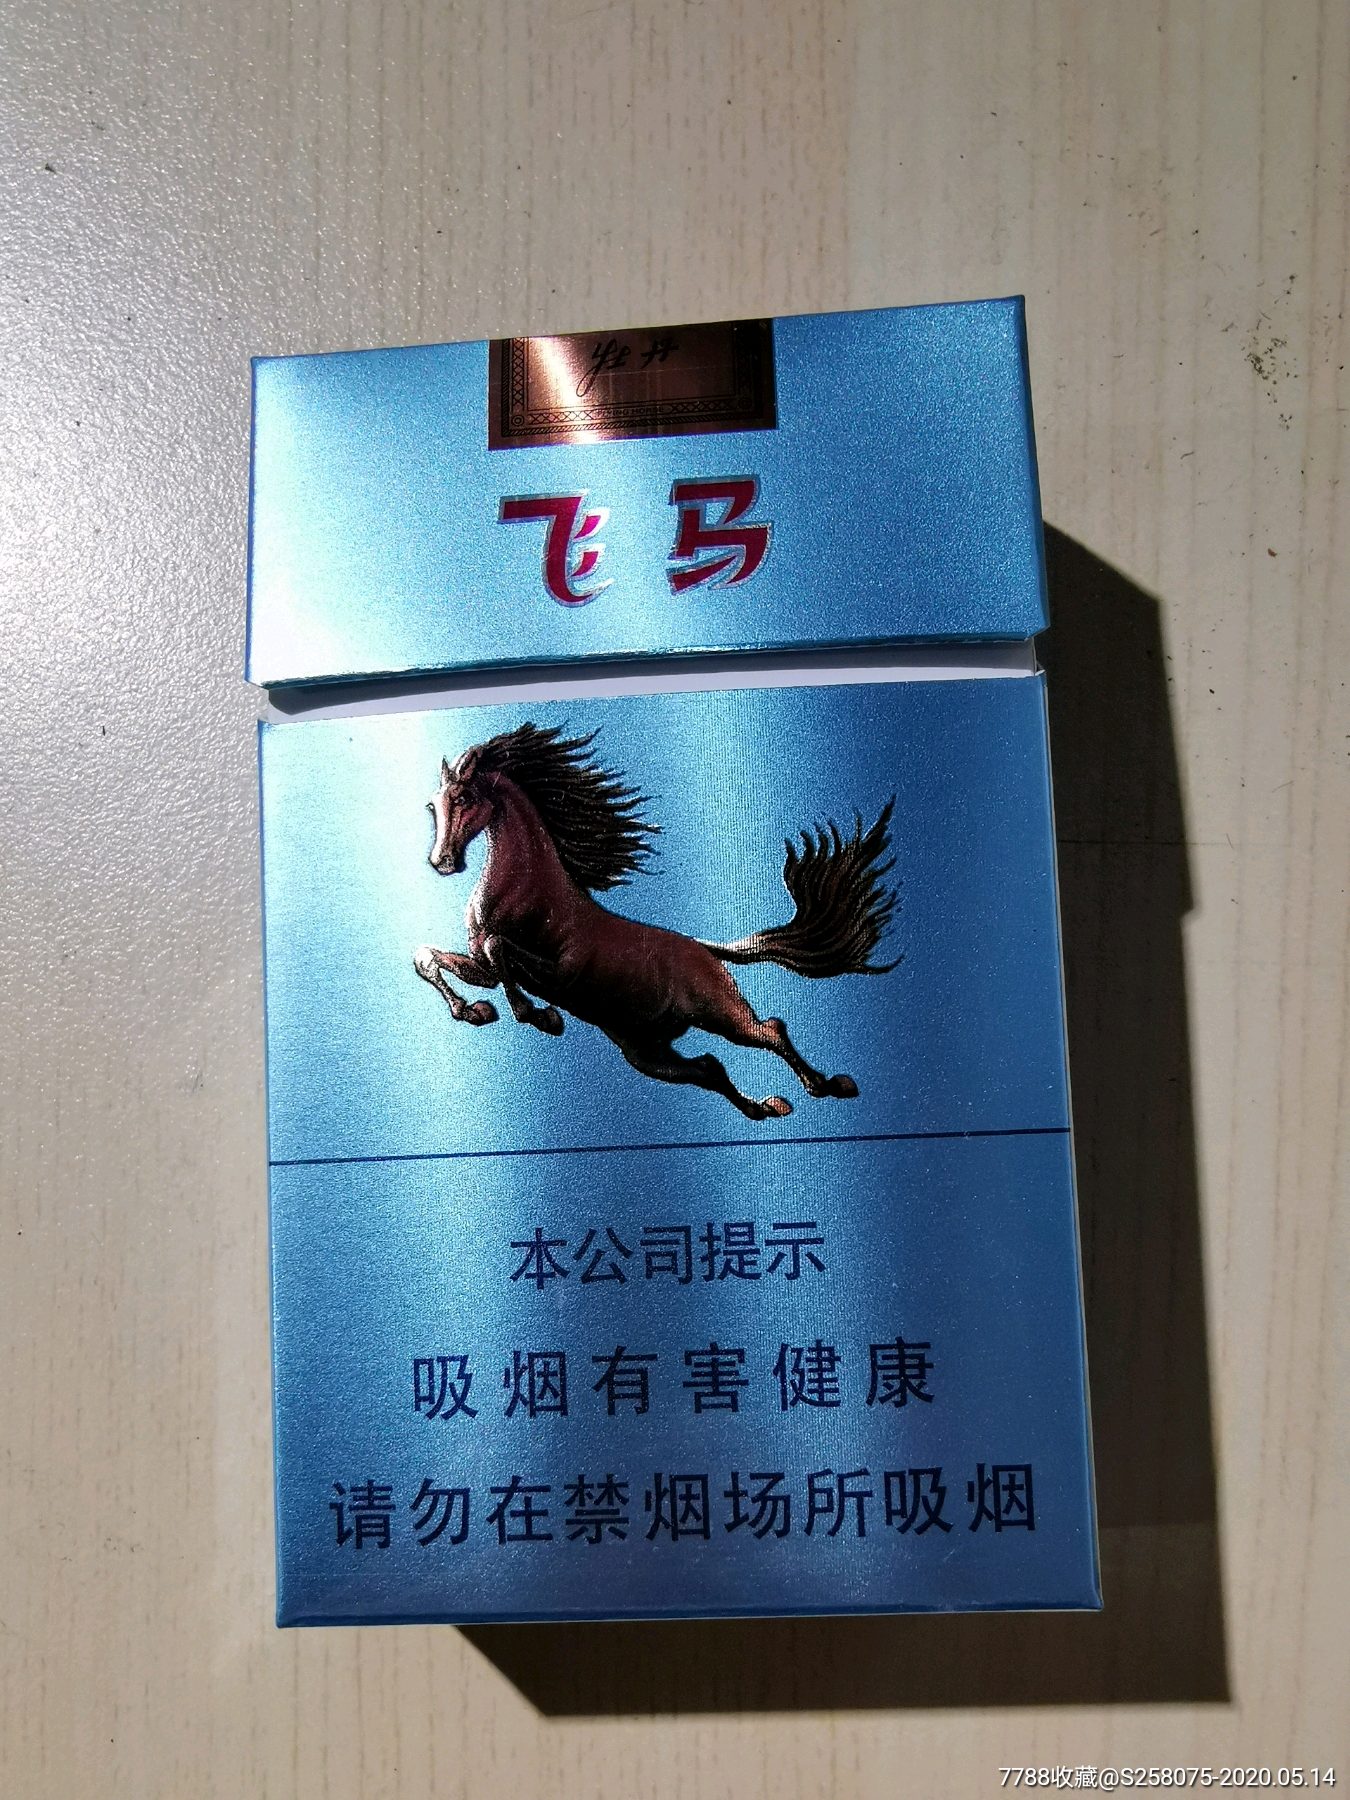 飞马
本公司提示
吸烟有害健康
请勿在禁烟场所吸烟
7788收藏@S258075-2020.05.14